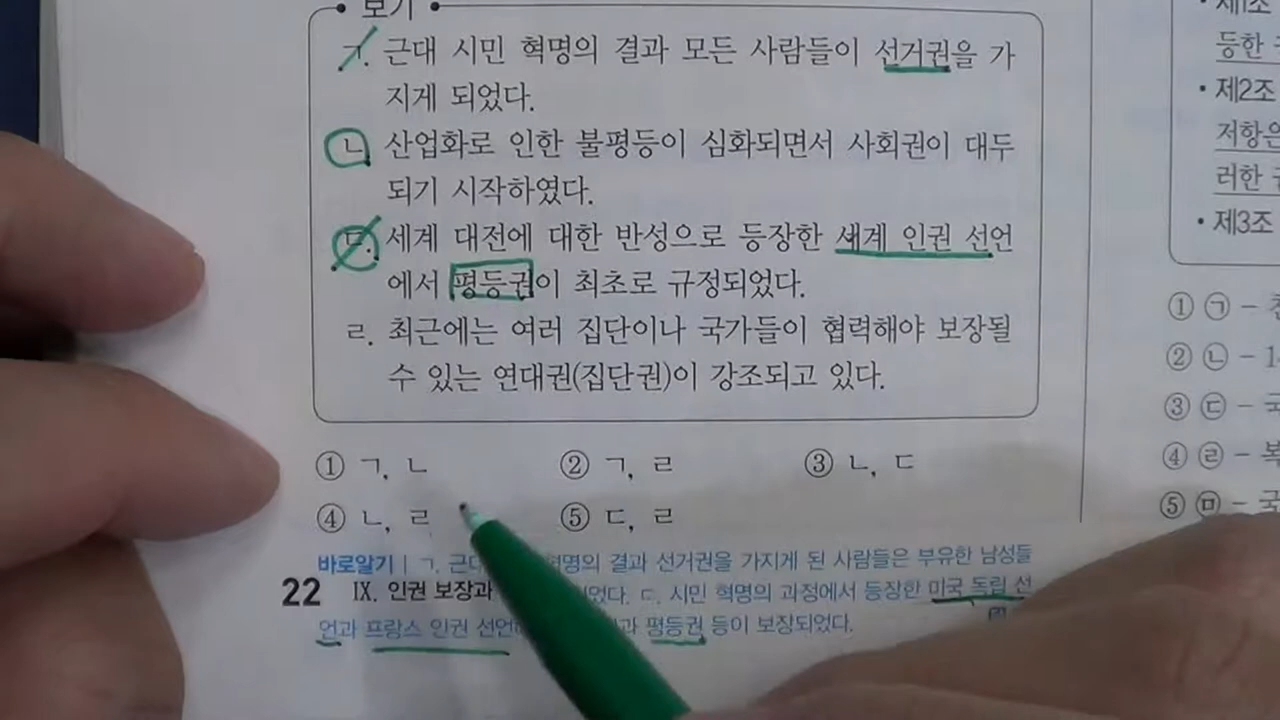 보기
ㄱ. 근대 시민 혁명의 결과 모든 사람들이 선거권을 가
지게 되었다.
ㄴ. 산업화로 인한 불평등이 심화되면서 사회권이 대두
되기 시작하였다.
ㄷ. 세계 대전에 대한 반성으로 등장한 세계 인권 선언
에서 평등권이 최초로 규정되었다.
ㄹ. 최근에는 여러 집단이나 국가들이 협력해야 보장될
수 있는 연대권(집단권)이 강조되고 있다.
① ㄱ, ㄴ ② ㄱ, ㄹ ③ ㄴ, ㄷ
④ ㄴ, ㄹ ⑤ ㄷ, ㄹ
바로알기 | ㄱ. 혁명의 결과 선거권을 가지게 된 사람들은 부유한 남성들
ㄷ. 시민 혁명의 과정에서 등장한 미국 독립 선
언과 프랑스 인권 평등권 등이 보장되었다.
22 IX. 인권 보장과
• 제1조
등한
• 제2조
저항은
러한
• 제3조
① ㉠ -
② ㉡ - 1
③ ㉢ -
④ ㉣ -
⑤ ㉤ -